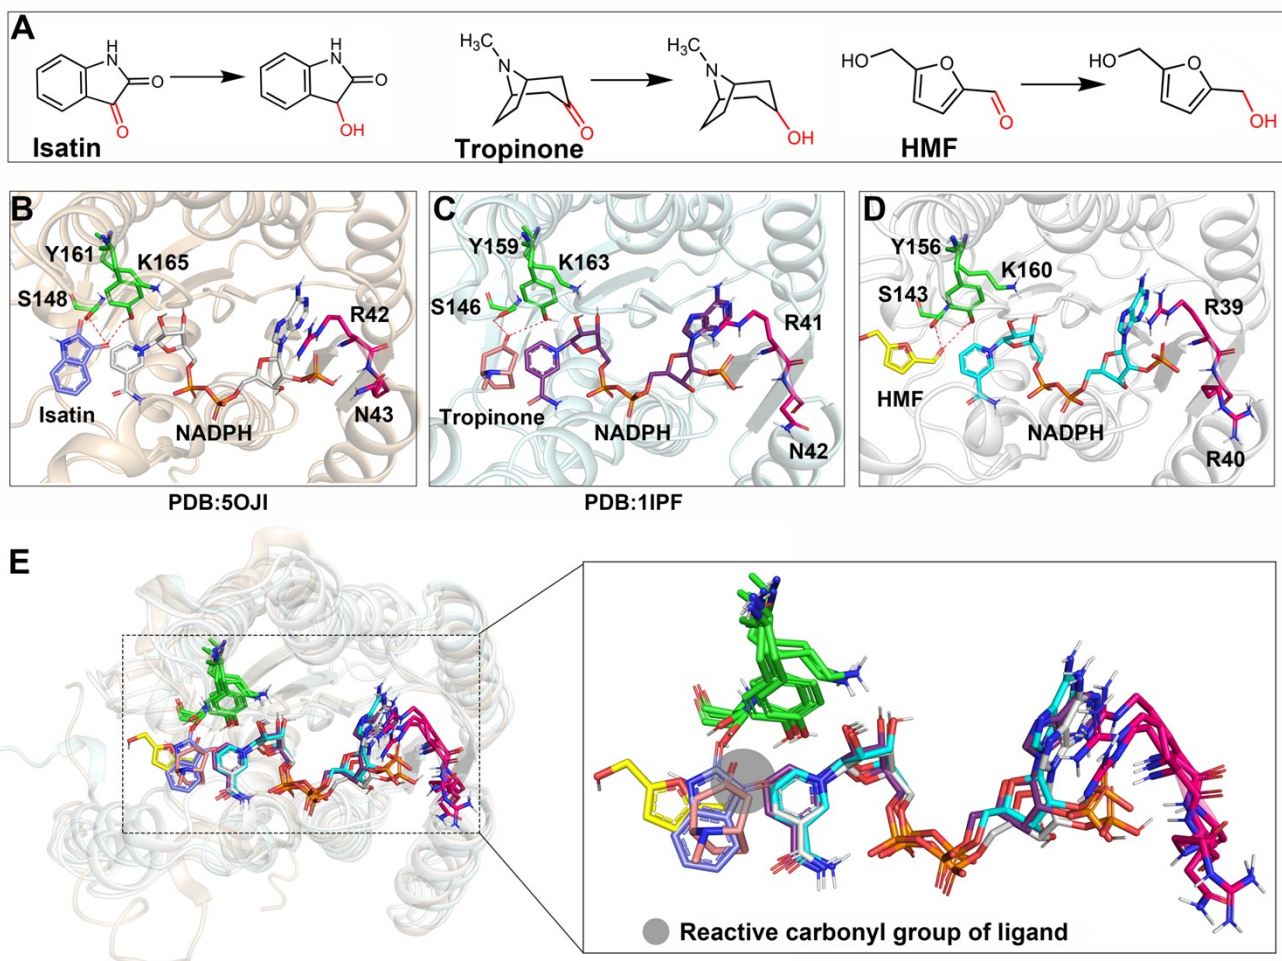 A
H
N
O
O
H
N
O
OH
Isatin
H₃C
N
O
H₃C
N
OH
Tropinone
HO
O
O
HO
O
OH
HMF
B
Y161
K165
S148
R42
Isatin
NADPH
N43
PDB:5OJI
C
Y159
K163
S146
R41
Tropinone
NADPH
N42
PDB:1IPF
D
Y156
K160
S143
R39
HMF
NADPH
R40
E
Reactive carbonyl group of ligand